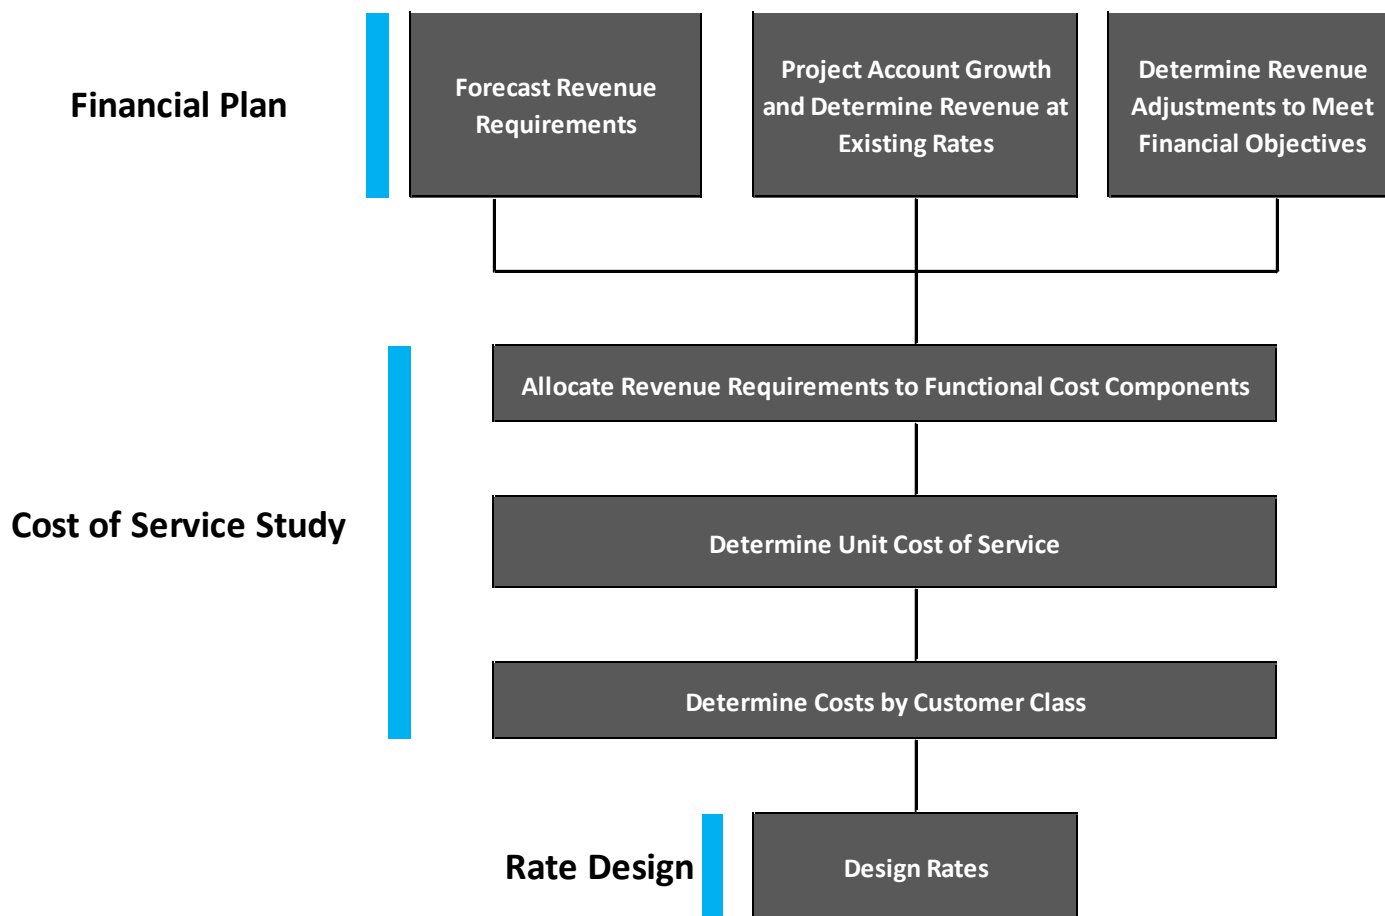 Financial Plan
Forecast Revenue
Requirements
Project Account Growth
and Determine Revenue at
Existing Rates
Determine Revenue
Adjustments to Meet
Financial Objectives
Cost of Service Study
Allocate Revenue Requirements to Functional Cost Components
Determine Unit Cost of Service
Determine Costs by Customer Class
Rate Design
Design Rates